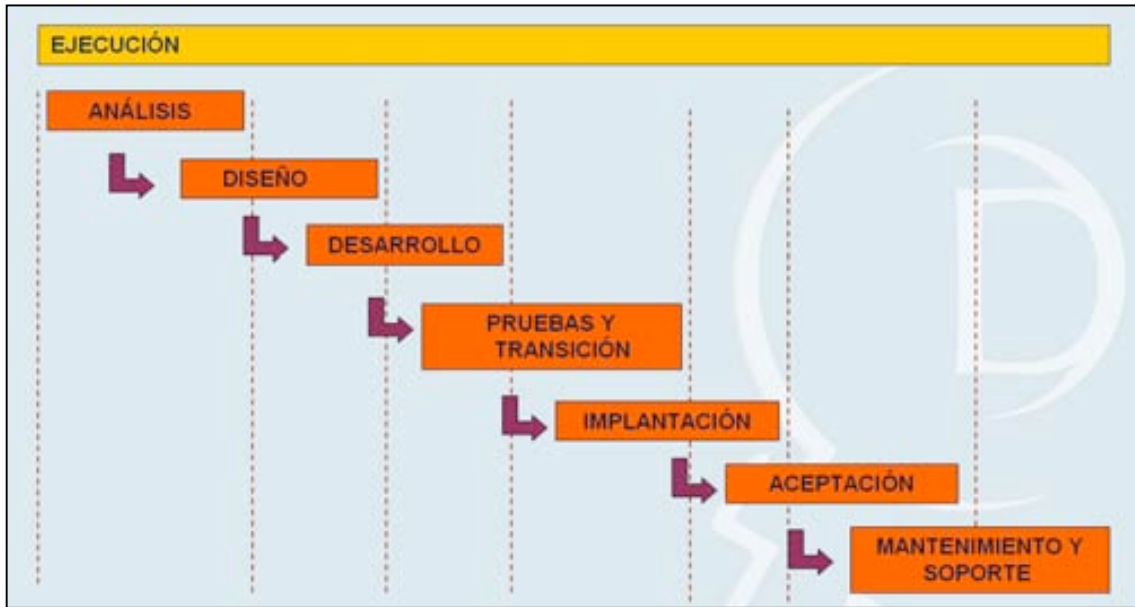 EJECUCIÓN
ANÁLISIS
DISEÑO
DESARROLLO
PRUEBAS Y
TRANSICIÓN
IMPLANTACIÓN
ACEPTACIÓN
MANTENIMIENTO Y
SOPORTE